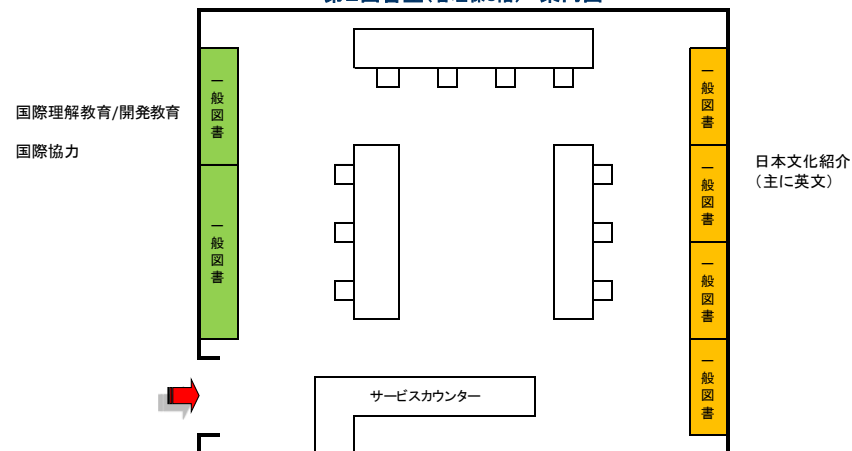 国際理解教育/開発教育
国際協力
一般図書
一般図書
サービスカウンター
一般図書
一般図書
一般図書
一般図書
日本文化紹介
（主に英文）